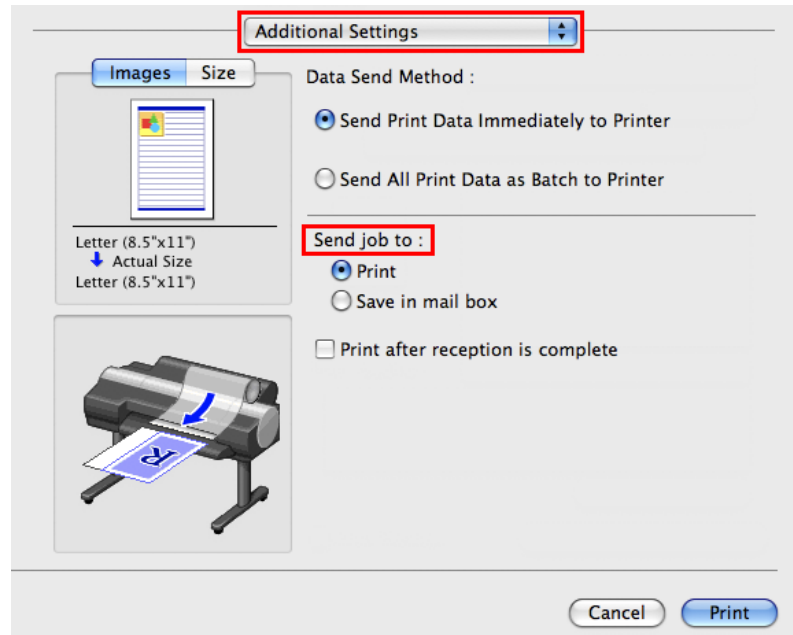 Additional Settings
Images Size
Data Send Method :
Send Print Data Immediately to Printer
Send All Print Data as Batch to Printer
Letter (8.5"x11")
Actual Size
Letter (8.5"x11")
Send job to :
Print
Save in mail box
Print after reception is complete
R
Cancel Print